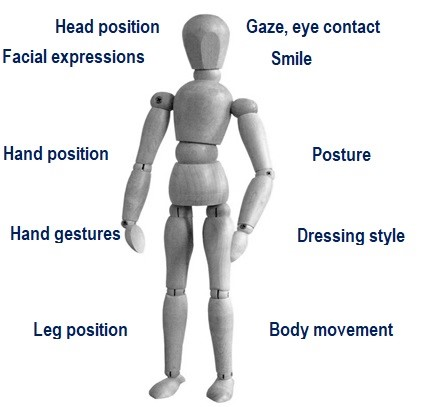 Head position
Gaze, eye contact
Facial expressions
Smile
Hand position
Posture
Hand gestures
Dressing style
Leg position
Body movement